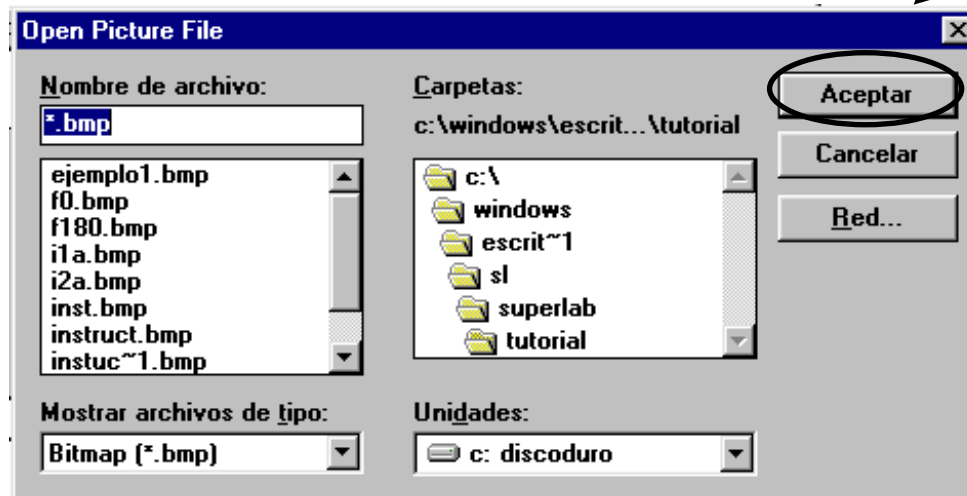 Open Picture File
Nombre de archivo:
*.bmp
ejemplo1.bmp
f0.bmp
f180.bmp
i1a.bmp
i2a.bmp
inst.bmp
instruct.bmp
instuc~1.bmp
Mostrar archivos de tipo:
Bitmap (*.bmp)
Carpetas:
c:\windows\escrit...\tutorial
c:\
windows
escrit~1
sl
superlab
tutorial
Unidades:
c: discoduro
Aceptar
Cancelar
Red...